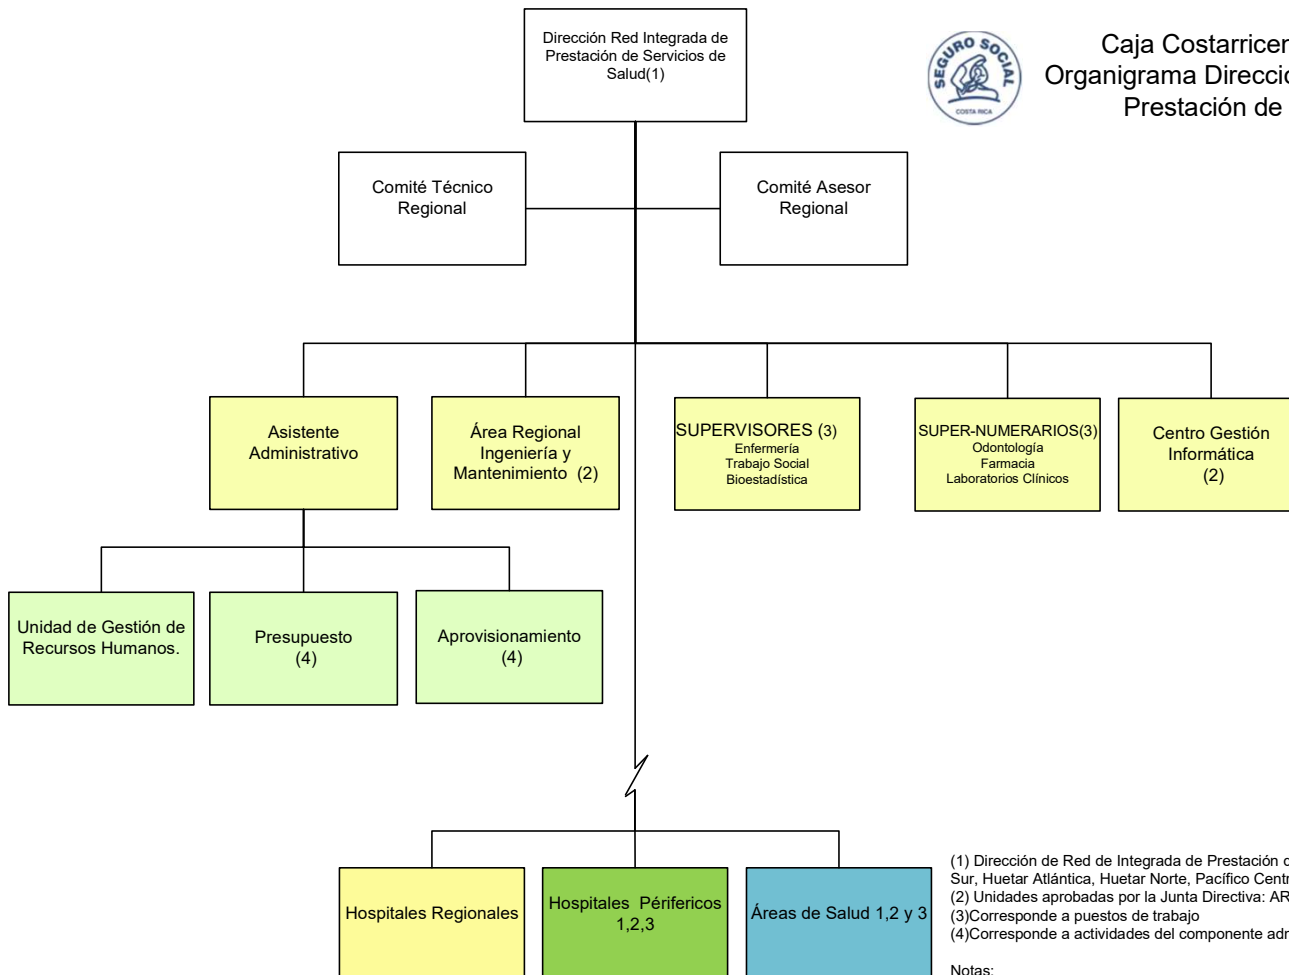 Dirección Red Integrada de
Prestación de Servicios de
Salud(1)
SEGURO SOCIAL
COSTA RICA
Organigrama
Prestación de
Comité Técnico
Regional
Comité Asesor
Regional
Asistente
Administrativo
Área Regional
Ingeniería y
Mantenimiento (2)
SUPERVISORES (3)
Enfermería
Trabajo Social
Bioestadística
SUPER-NUMERARIOS(3)
Odontología
Farmacia
Laboratorios Clínicos
Centro Gestión
Informática
(2)
Unidad de Gestión de
Recursos Humanos.
Presupuesto
(4)
Aprovisionamiento
(4)
Hospitales Regionales
Hospitales Périfericos
1,2,3
Áreas de Salud 1,2 y 3
(1) Dirección de Red de Integrada de Prestación
Sur, Huetar Atlántica, Huetar Norte, Pacífico
(2) Unidades aprobadas por la Junta Directiva:
(3)Corresponde a puestos de trabajo
(4)Corresponde a actividades del componente
Notas: